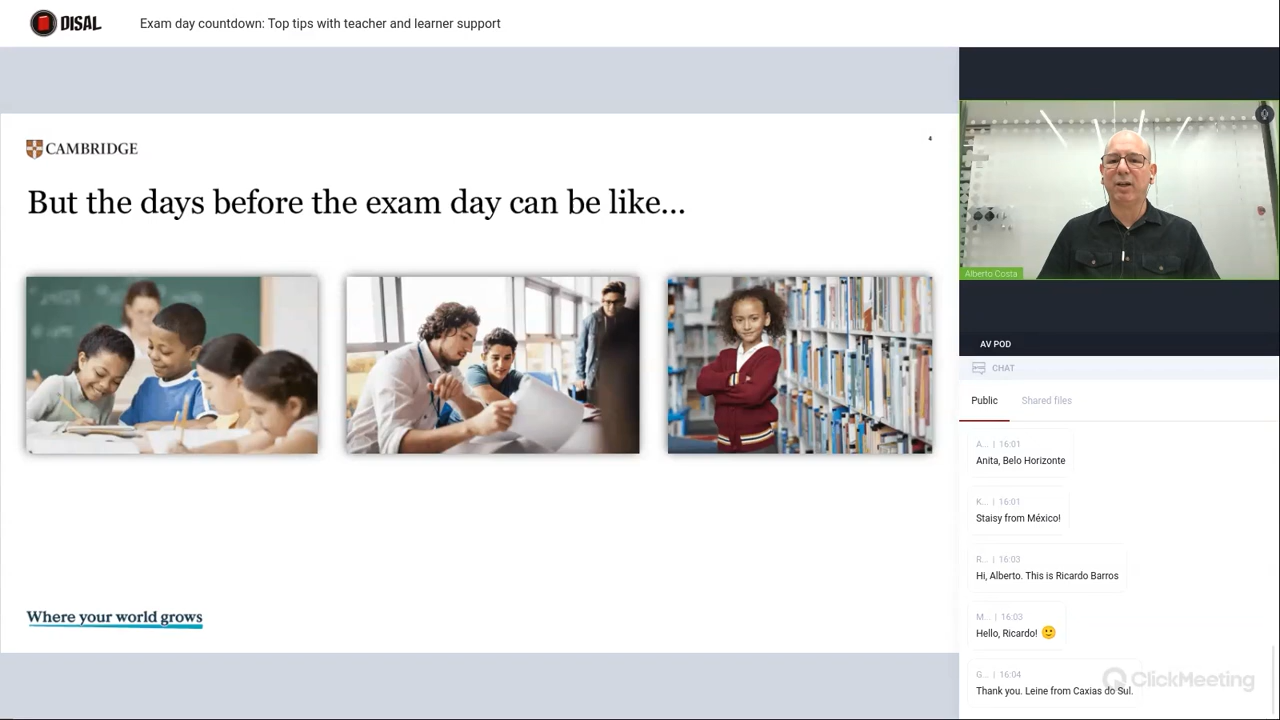 DISAL
Exam day countdown: Top tips with teacher and learner support
CAMBRIDGE
4
But the days before the exam day can be like...
Where your world grows
Alberto Costa
AV POD
CHAT
Public
Shared files
A... | 16:01
Anita, Belo Horizonte
K... | 16:01
Staisy from México!
R... | 16:03
Hi, Alberto. This is Ricardo Barros
M... | 16:03
Hello, Ricardo! 🙂
G... | 16:04
Thank you. Leine from Caxias do Sul.
ClickMeeting